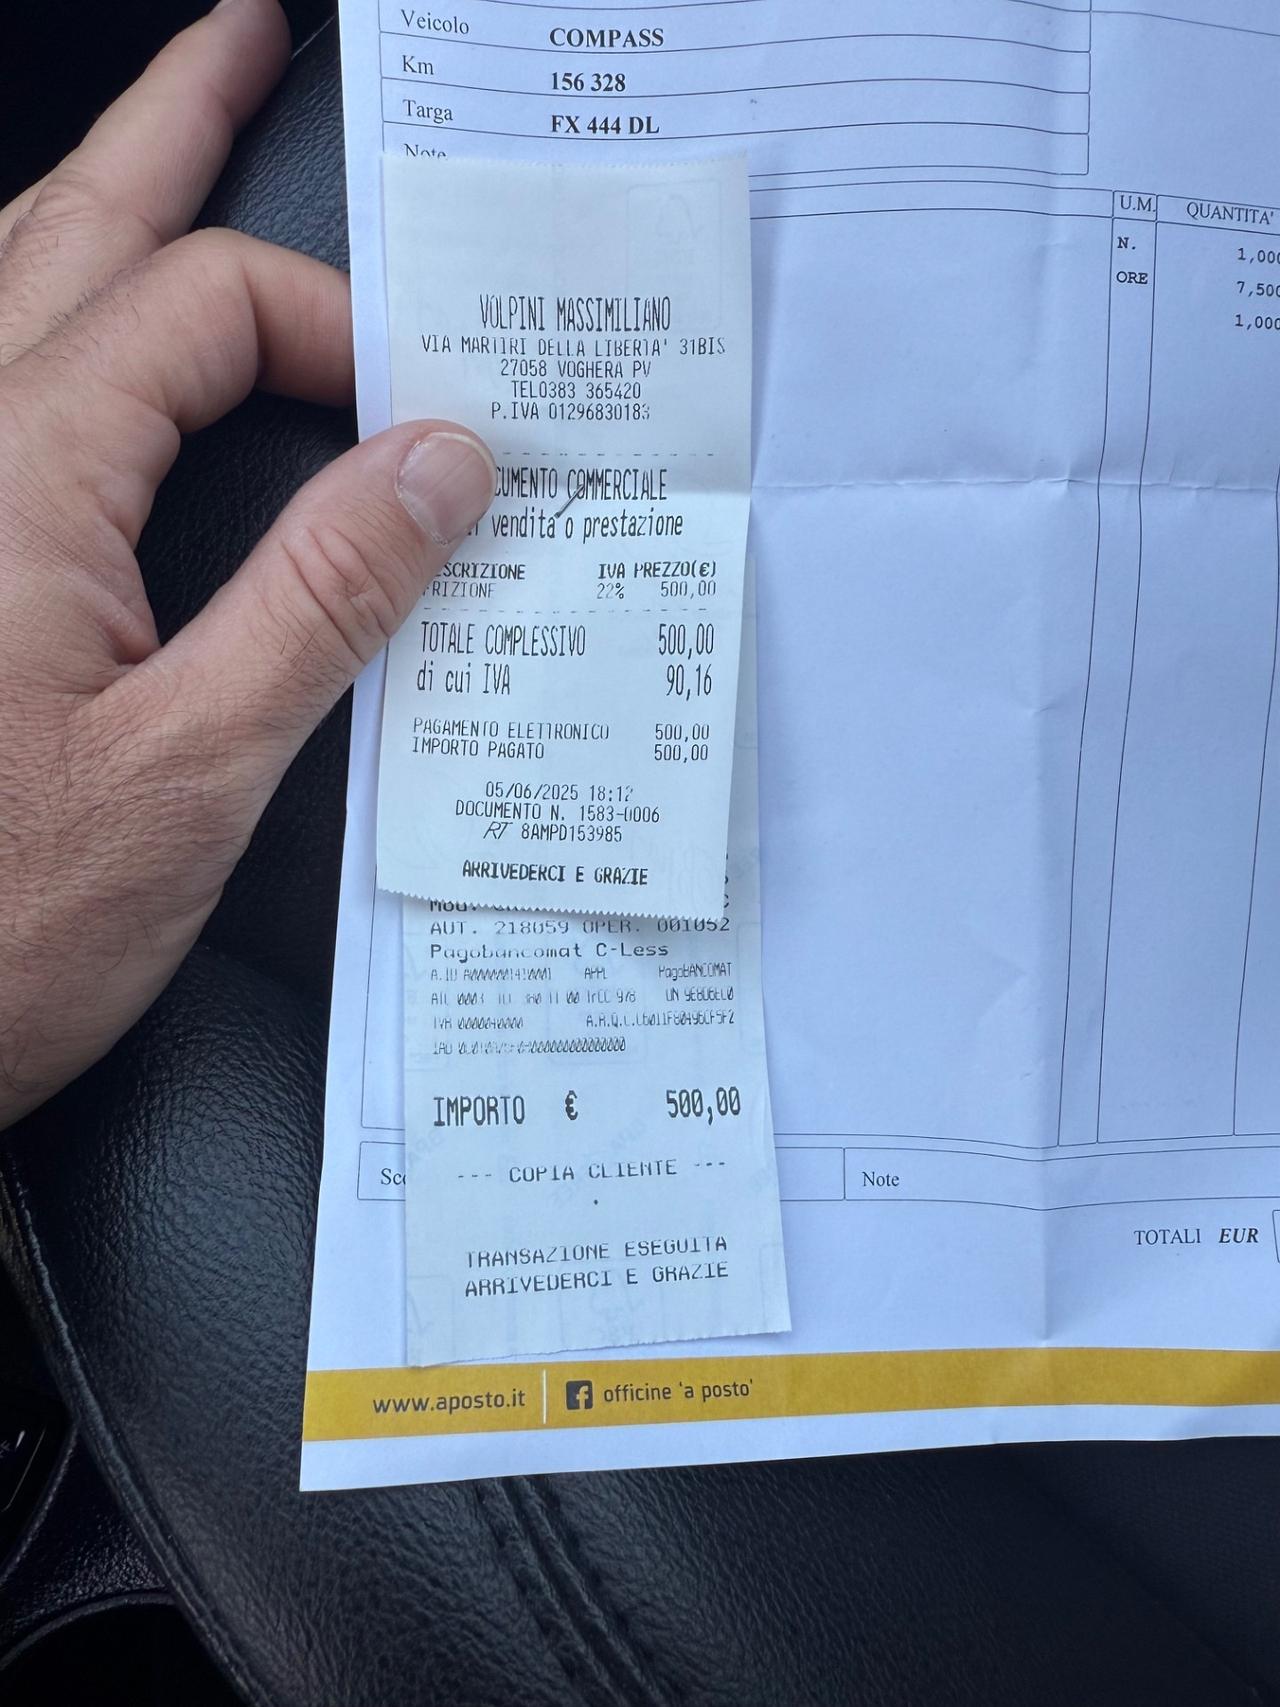 Veicolo COMPASS
Km 156 328
Targa FX 444 DL
Note
U.M. QUANTITA'
N. 1,000
ORE 7,500
1,000
VOLPINI MASSIMILIANO
VIA MARTIRI DELLA LIBERTA' 31BIS
27058 VOGHERA PV
TEL0383 365420
P.IVA 01296830183
CUMENTO COMMERCIALE
vendita o prestazione
ESCRIZIONE IVA PREZZO(€)
FRIZIONE 22% 500,00
TOTALE COMPLESSIVO 500,00
di cui IVA 90,16
PAGAMENTO ELETTRONICO 500,00
IMPORTO PAGATO 500,00
05/06/2025 18:12
DOCUMENTO N. 1583-0006
RT 8AMPD153985
ARRIVEDERCI E GRAZIE
AUT. 218059 OPER. 001052
Pagobancomat C-Less
APPL PagoBANCOMAT
IMPORTO € 500,00
--- COPIA CLIENTE ---
.
TRANSAZIONE ESEGUITA
ARRIVEDERCI E GRAZIE
Note
TOTALI EUR
www.aposto.it
officine 'a posto'